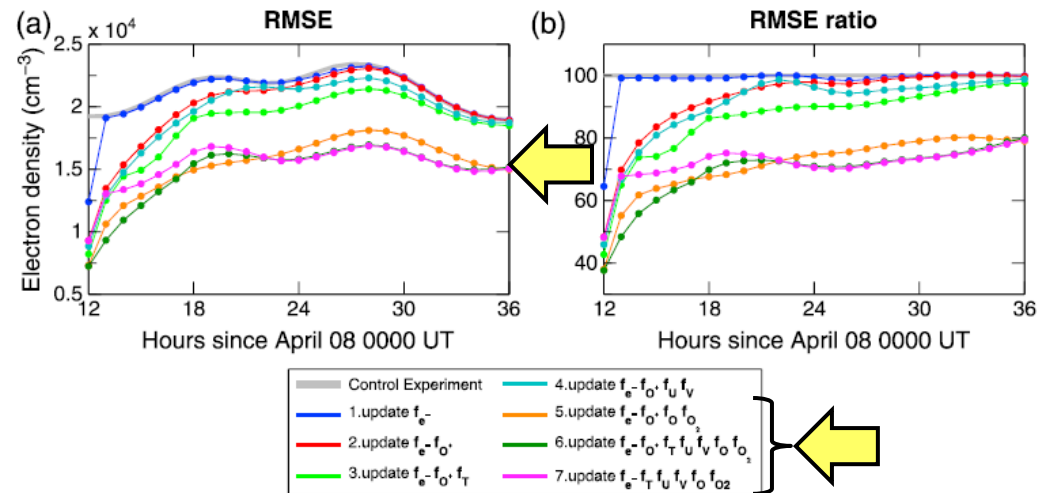 (a) RMSE
x 10⁴
Electron density (cm⁻³)
2.5
2
1.5
1
0.5
12 18 24 30 36
Hours since April 08 0000 UT
(b) RMSE ratio
100
80
60
40
12 18 24 30 36
Hours since April 08 0000 UT
Control Experiment
1.update f_e-
2.update f_e- f_O+
3.update f_e- f_O+ f_T
4.update f_e- f_O+ f_U f_V
5.update f_e- f_O+ f_O f_O₂
6.update f_e- f_O+ f_T f_U f_V f_O f_O₂
7.update f_e- f_T f_U f_V f_O f_O2